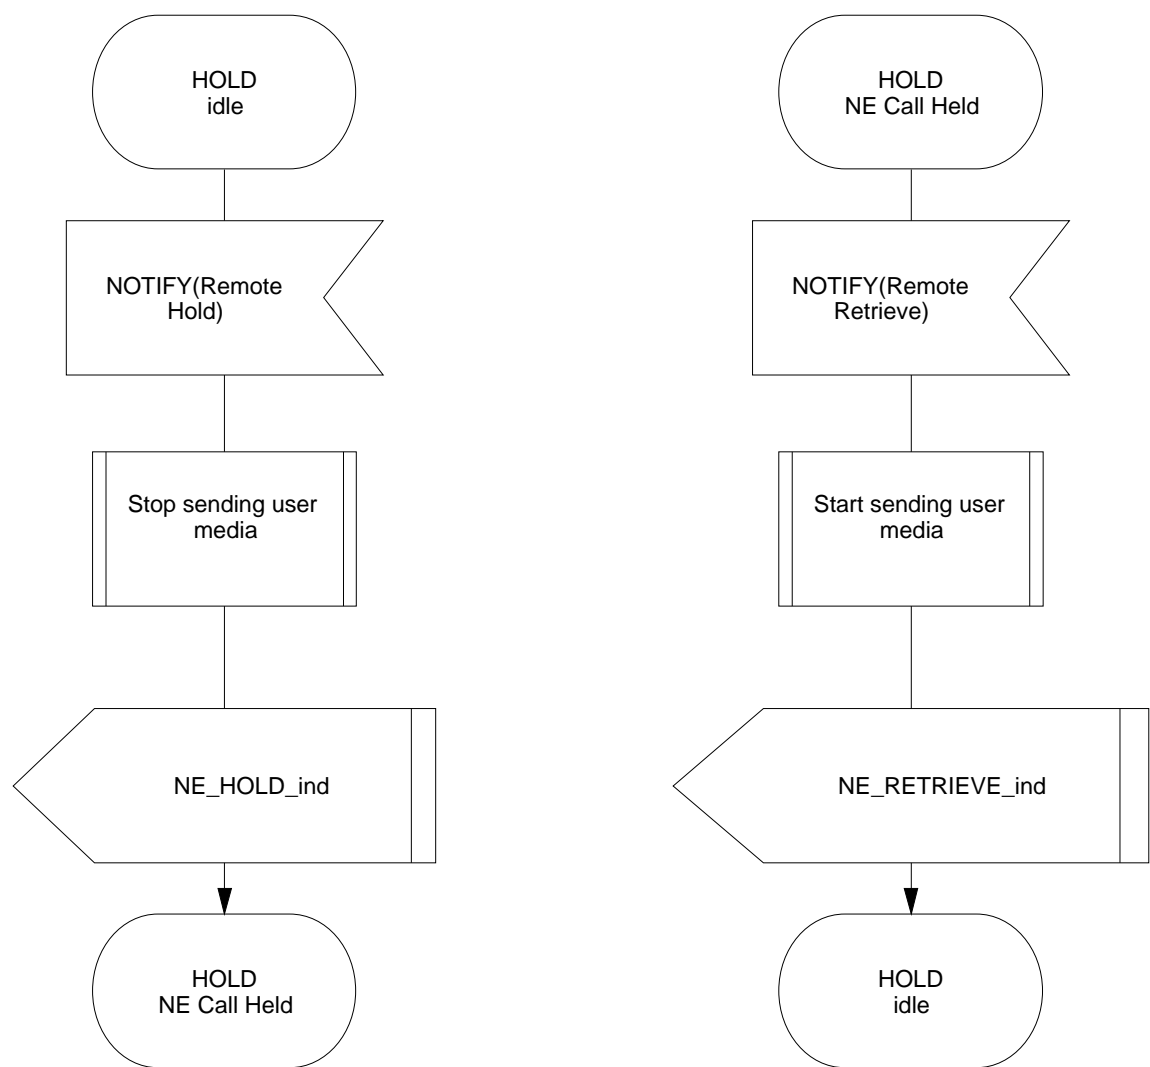 HOLD
idle
NOTIFY(Remote
Hold)
Stop sending user
media
NE_HOLD_ind
HOLD
NE Call Held
HOLD
NE Call Held
NOTIFY(Remote
Retrieve)
Start sending user
media
NE_RETRIEVE_ind
HOLD
idle